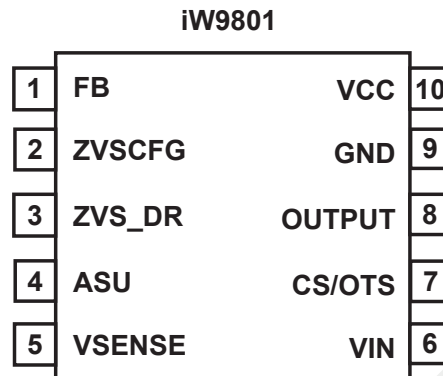 iW9801
1 FB VCC 10
2 ZVSCFG GND 9
3 ZVS_DR OUTPUT 8
4 ASU CS/OTS 7
5 VSENSE VIN 6